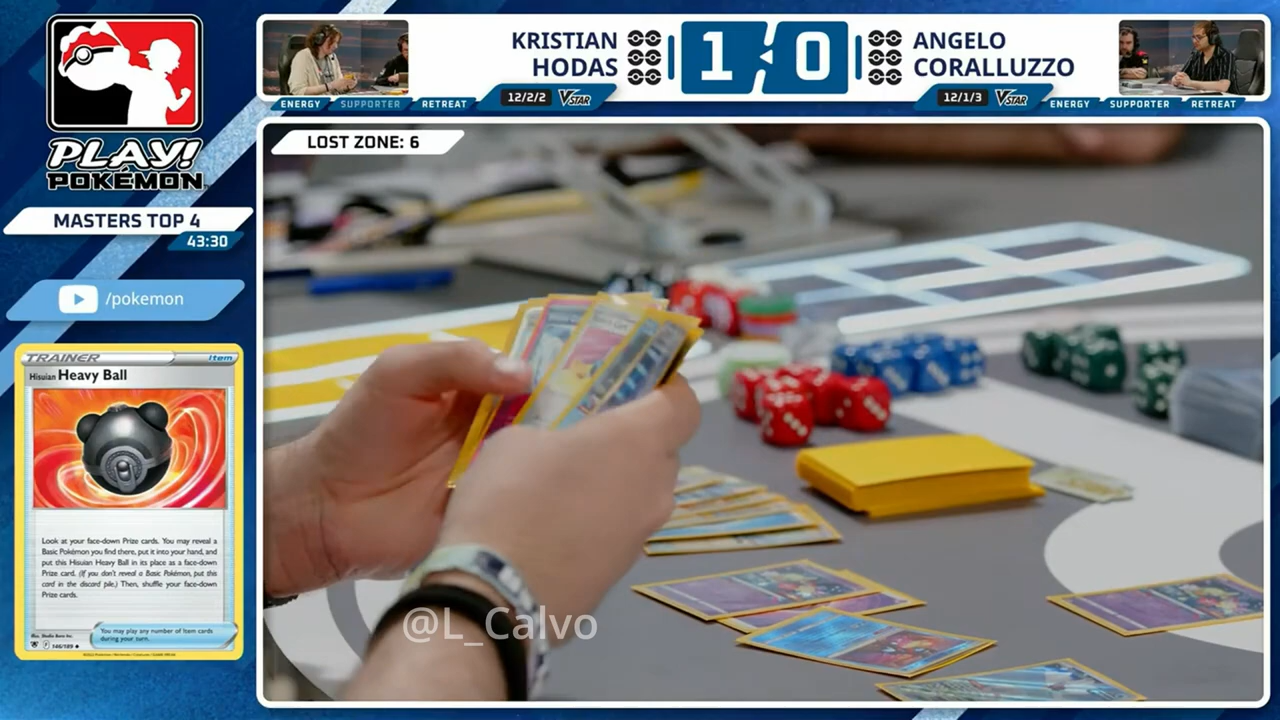 PLAY!
POKÉMON
MASTERS TOP 4
43:30
/pokemon
TRAINER
Item
Hisuian Heavy Ball
Look at your face-down Prize cards. You may reveal a
Basic Pokémon you find there, put it into your hand, and
put this Hisuian Heavy Ball in its place as a face-down
Prize card. (If you don't reveal a Basic Pokémon, put this
card in the discard pile.) Then, shuffle your face-down
Prize cards.
You may play any number of Item cards
during your turn.
146/189
KRISTIAN
HODAS
1
0
ANGELO
CORALLUZZO
ENERGY
SUPPORTER
RETREAT
12/2/2
VSTAR
12/1/3
VSTAR
ENERGY
SUPPORTER
RETREAT
LOST ZONE: 6
@L_Calvo